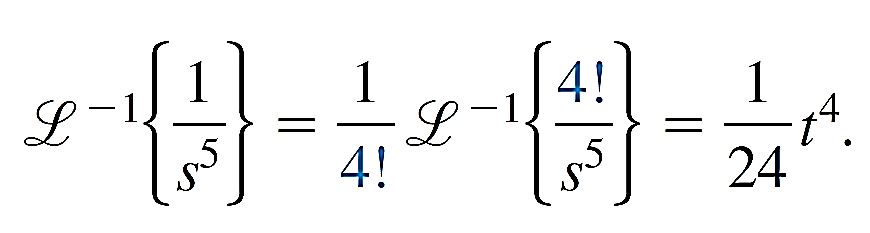 ℒ⁻¹{1/s⁵} = 1/4! ℒ⁻¹{4!/s⁵} = 1/24 t⁴.